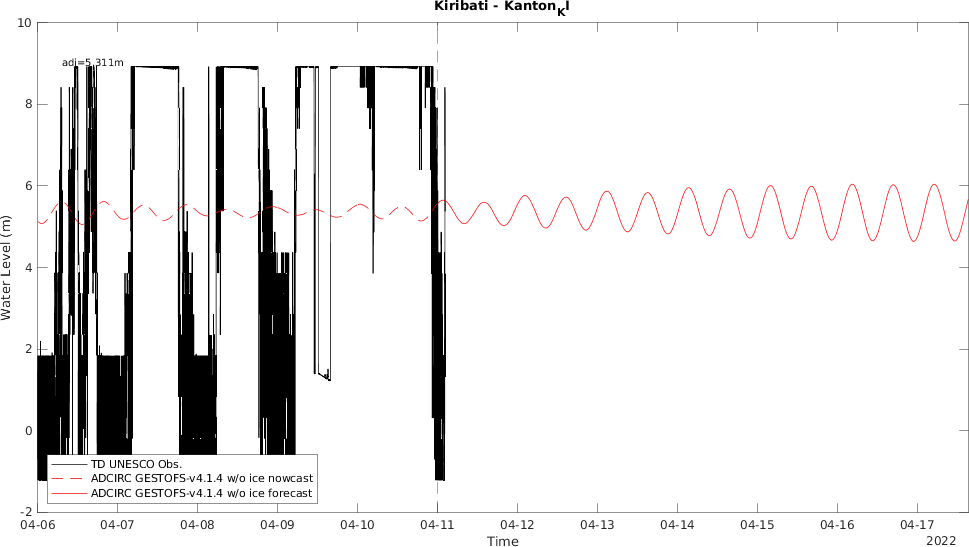 Kiribati - KantonKI
adj=5.311m
Water Level (m)
10
8
6
4
2
0
-2
TD UNESCO Obs.
ADCIRC GESTOFS-v4.1.4 w/o ice nowcast
ADCIRC GESTOFS-v4.1.4 w/o ice forecast
04-06 04-07 04-08 04-09 04-10 04-11 04-12 04-13 04-14 04-15 04-16 04-17
Time
2022